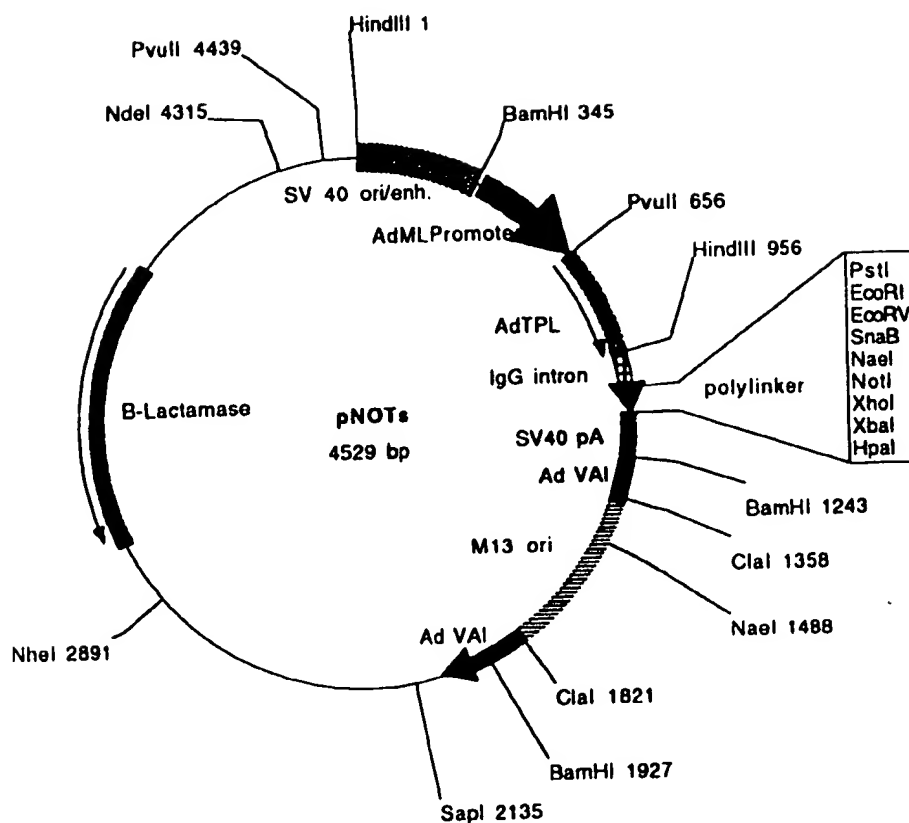 HindIII 1
PvuII 4439
NdeI 4315
BamHI 345
SV 40 ori/enh.
AdMLPromote
PvuII 656
HindIII 956
PstI
EcoRI
EcoRV
SnaB
NaeI
NotI
XhoI
XbaI
HpaI
AdTPL
IgG intron
polylinker
B-Lactamase
pNOTs
4529 bp
SV40 pA
Ad VAI
BamHI 1243
M13 ori
ClaI 1358
NaeI 1488
Ad VAI
NheI 2891
ClaI 1821
BamHI 1927
SapI 2135